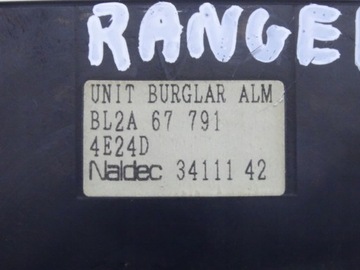 RANGE
UNIT BURGLAR ALM
BL2A 67 791
4E24D
Naldec 34111 42